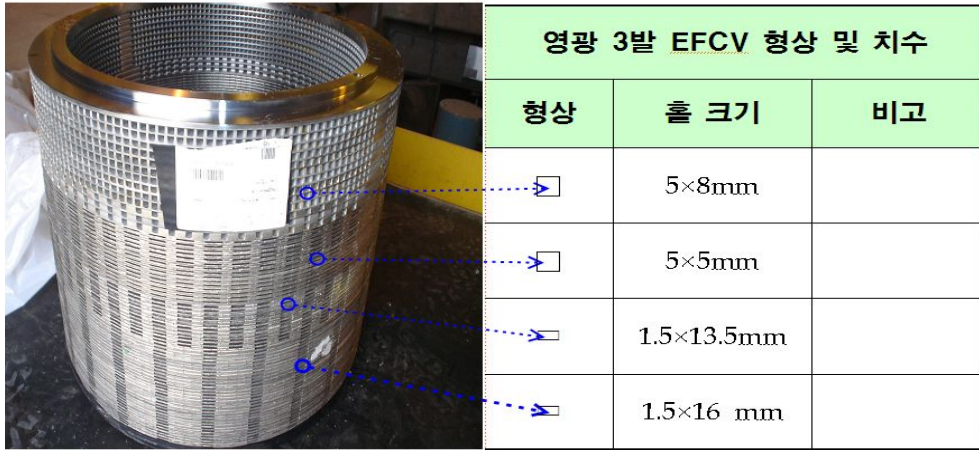 영광 3발 EFCV 형상 및 치수
형상 홀 크기 비고
5×8mm
5×5mm
1.5×13.5mm
1.5×16 mm